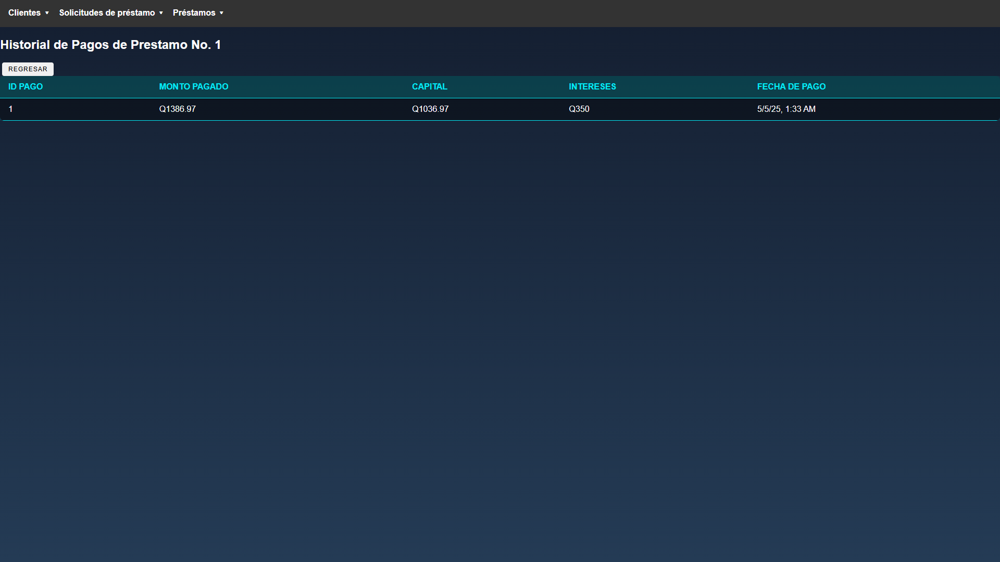 Clientes ▼ Solicitudes de préstamo ▼ Préstamos ▼
Historial de Pagos de Prestamo No. 1
REGRESAR
ID PAGO MONTO PAGADO CAPITAL INTERESES FECHA DE PAGO
1 Q1386.97 Q1036.97 Q350 5/5/25, 1:33 AM